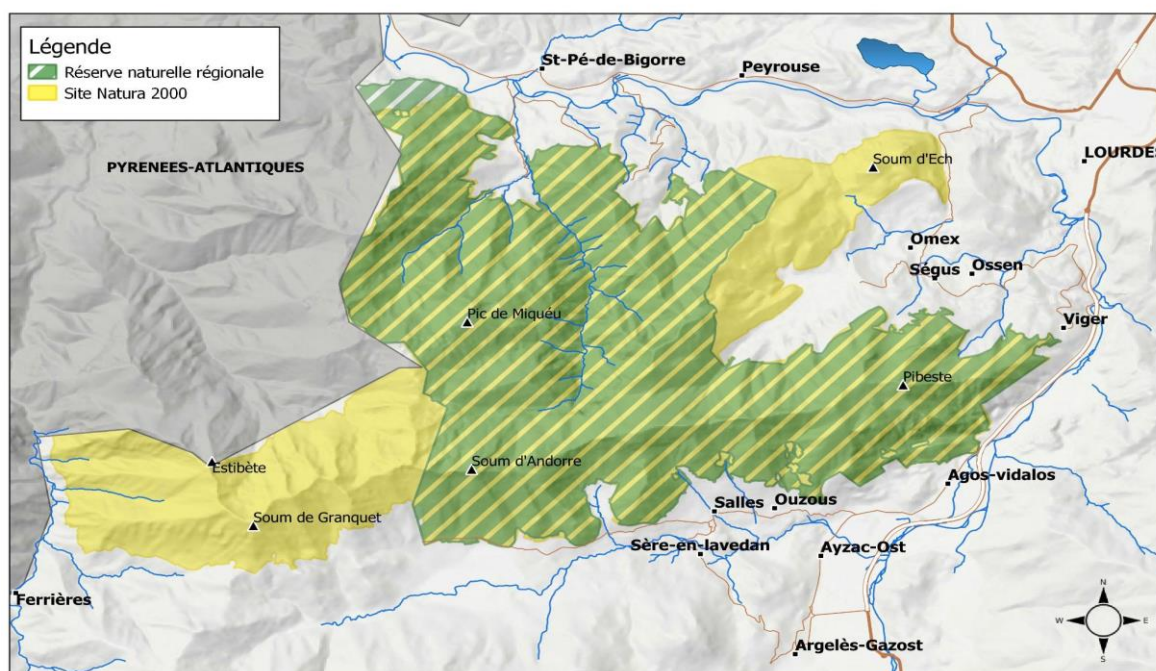 Légende
Réserve naturelle régionale
Site Natura 2000
St-Pé-de-Bigorre
Peyrouse
PYRENEES-ATLANTIQUES
Soum d'Ech
LOURDES
Omex
Ségus
Ossen
Pic de Miquéu
Viger
Pibeste
Estibète
Soum d'Andorre
Agos-vidalos
Salles
Ouzous
Soum de Granquet
Sère-en-lavedan
Ayzac-Ost
Ferrières
Argelès-Gazost
N
W
E
S